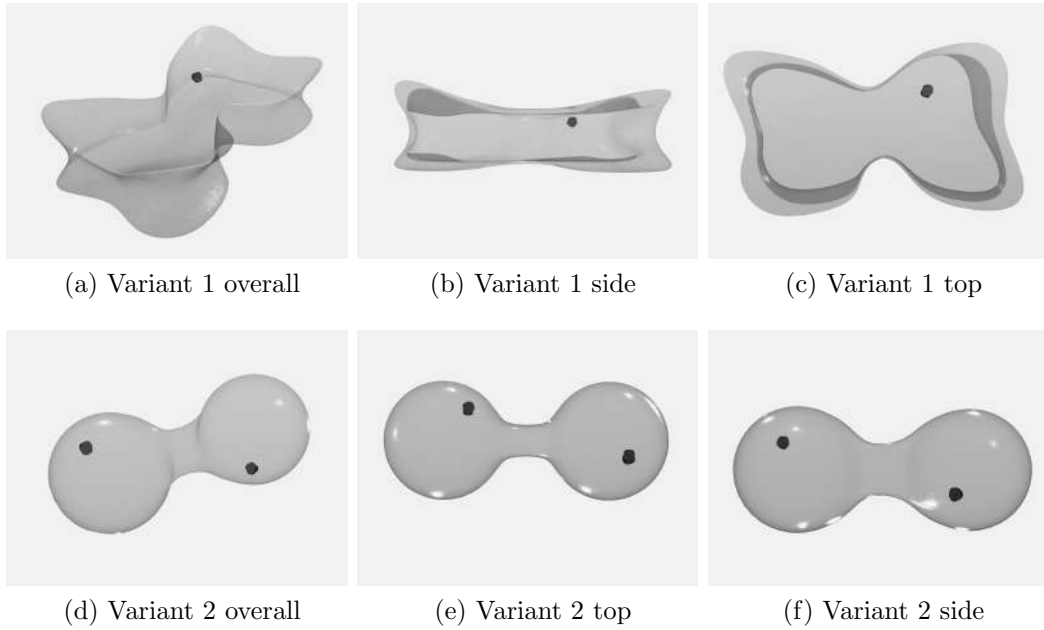 (a) Variant 1 overall
(b) Variant 1 side
(c) Variant 1 top
(d) Variant 2 overall
(e) Variant 2 top
(f) Variant 2 side